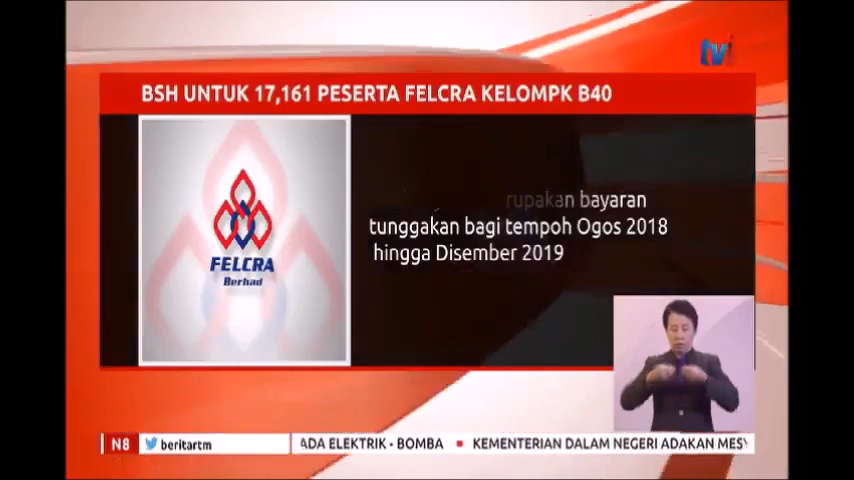 tv1
BSH UNTUK 17,161 PESERTA FELCRA KELOMPK B40
FELCRA
Berhad
rupakan bayaran
tunggakan bagi tempoh Ogos 2018
hingga Disember 2019
N8
beritartm
ADA ELEKTRIK - BOMBA
KEMENTERIAN DALAM NEGERI ADAKAN MES